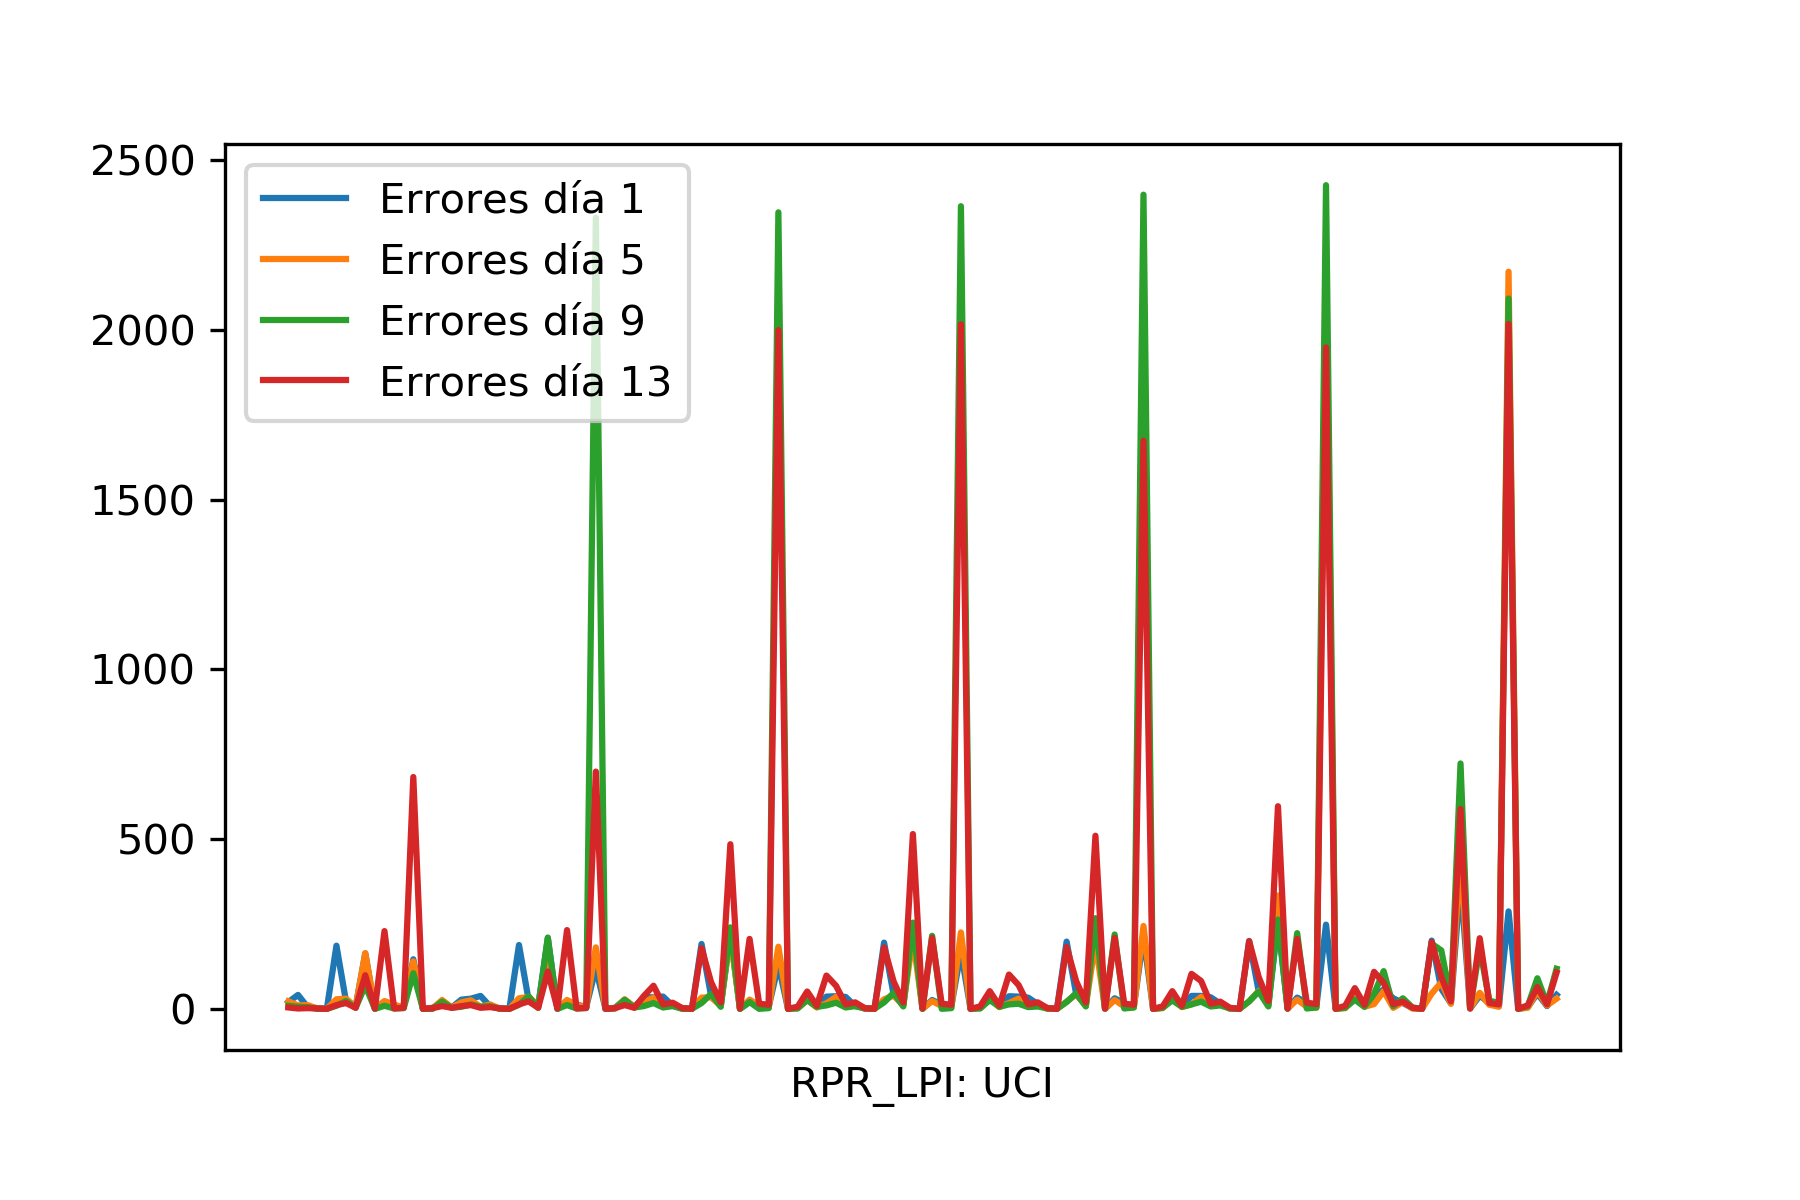 2500
2000
1500
1000
500
0
Errores día 1
Errores día 5
Errores día 9
Errores día 13
RPR_LPI: UCI